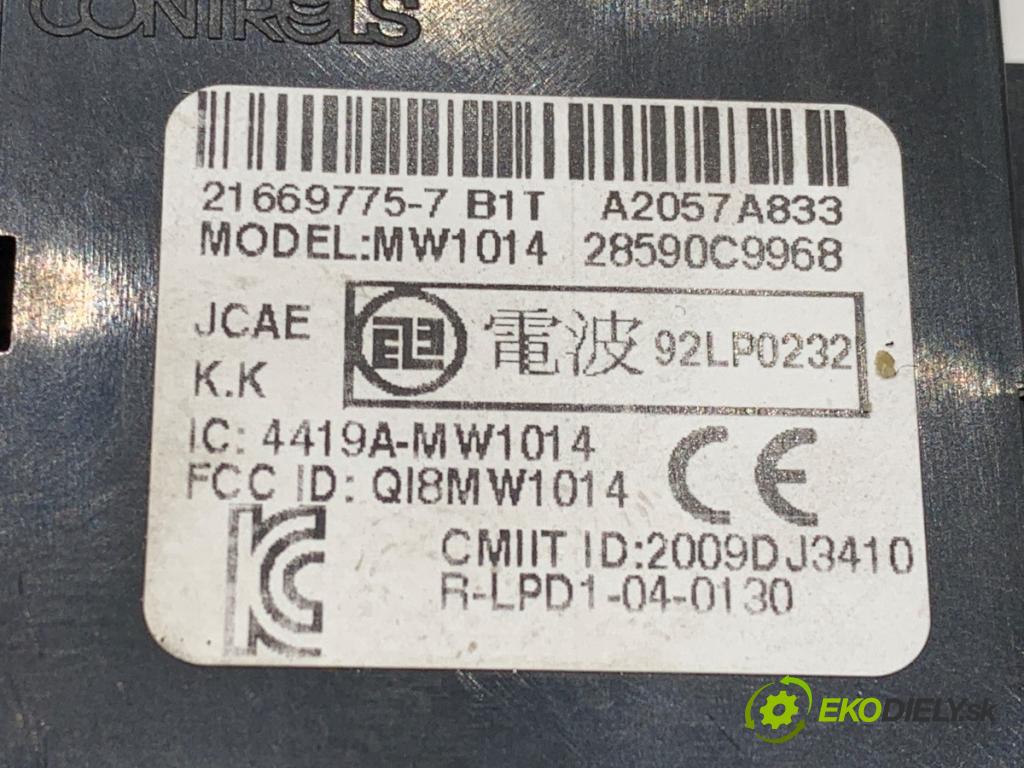 CONTROLS
21669775-7 B1T A2057A833
MODEL:MW1014 28590C9968
JCAE
K.K
電波 92LP0232
IC: 4419A-MW1014
FCC ID: QI8MW1014
CE
KC
CMIIT ID:2009DJ3410
R-LPD1-04-0130
EKODIELY.sk